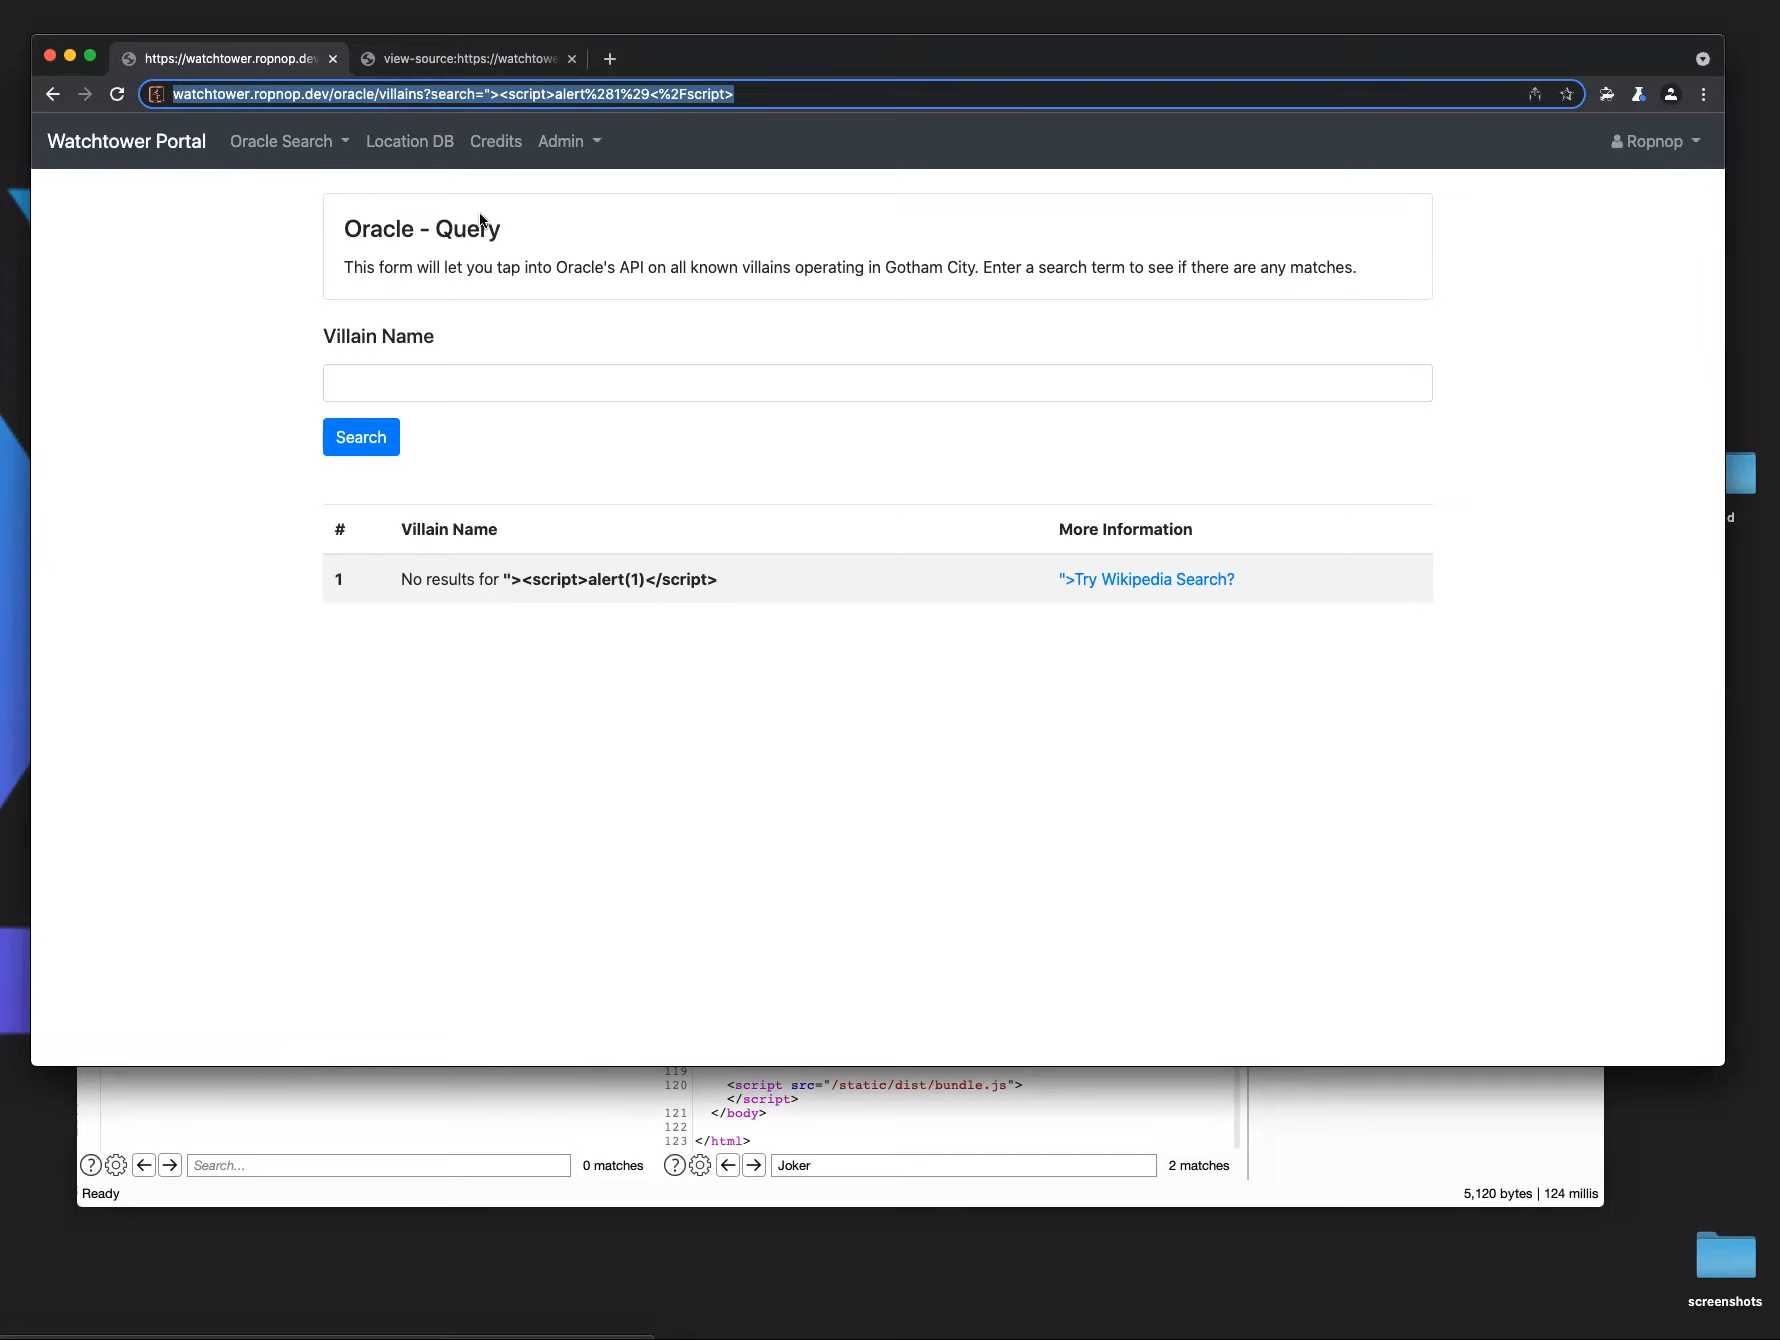 https://watchtower.ropnop.dev
view-source:https://watchtowe
watchtower.ropnop.dev/oracle/villains?search="><script>alert%281%29<%2Fscript>
Watchtower Portal Oracle Search Location DB Credits Admin Ropnop
Oracle - Query
This form will let you tap into Oracle's API on all known villains operating in Gotham City. Enter a search term to see if there are any matches.
Villain Name
Search
# Villain Name More Information
1 No results for "><script>alert(1)</script> ">Try Wikipedia Search?
d
119
120 <script src="/static/dist/bundle.js">
</script>
121 </body>
122
123 </html>
? Search... 0 matches ? Joker 2 matches
Ready 5,120 bytes | 124 millis
screenshots